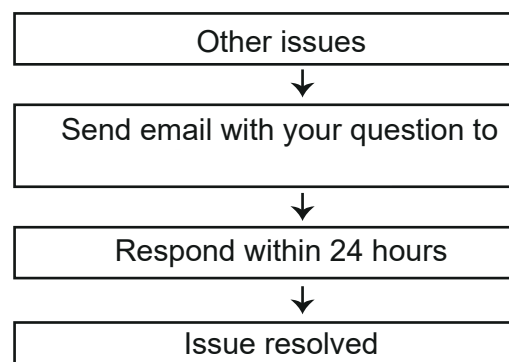 Other issues
Send email with your question to
Respond within 24 hours
Issue resolved